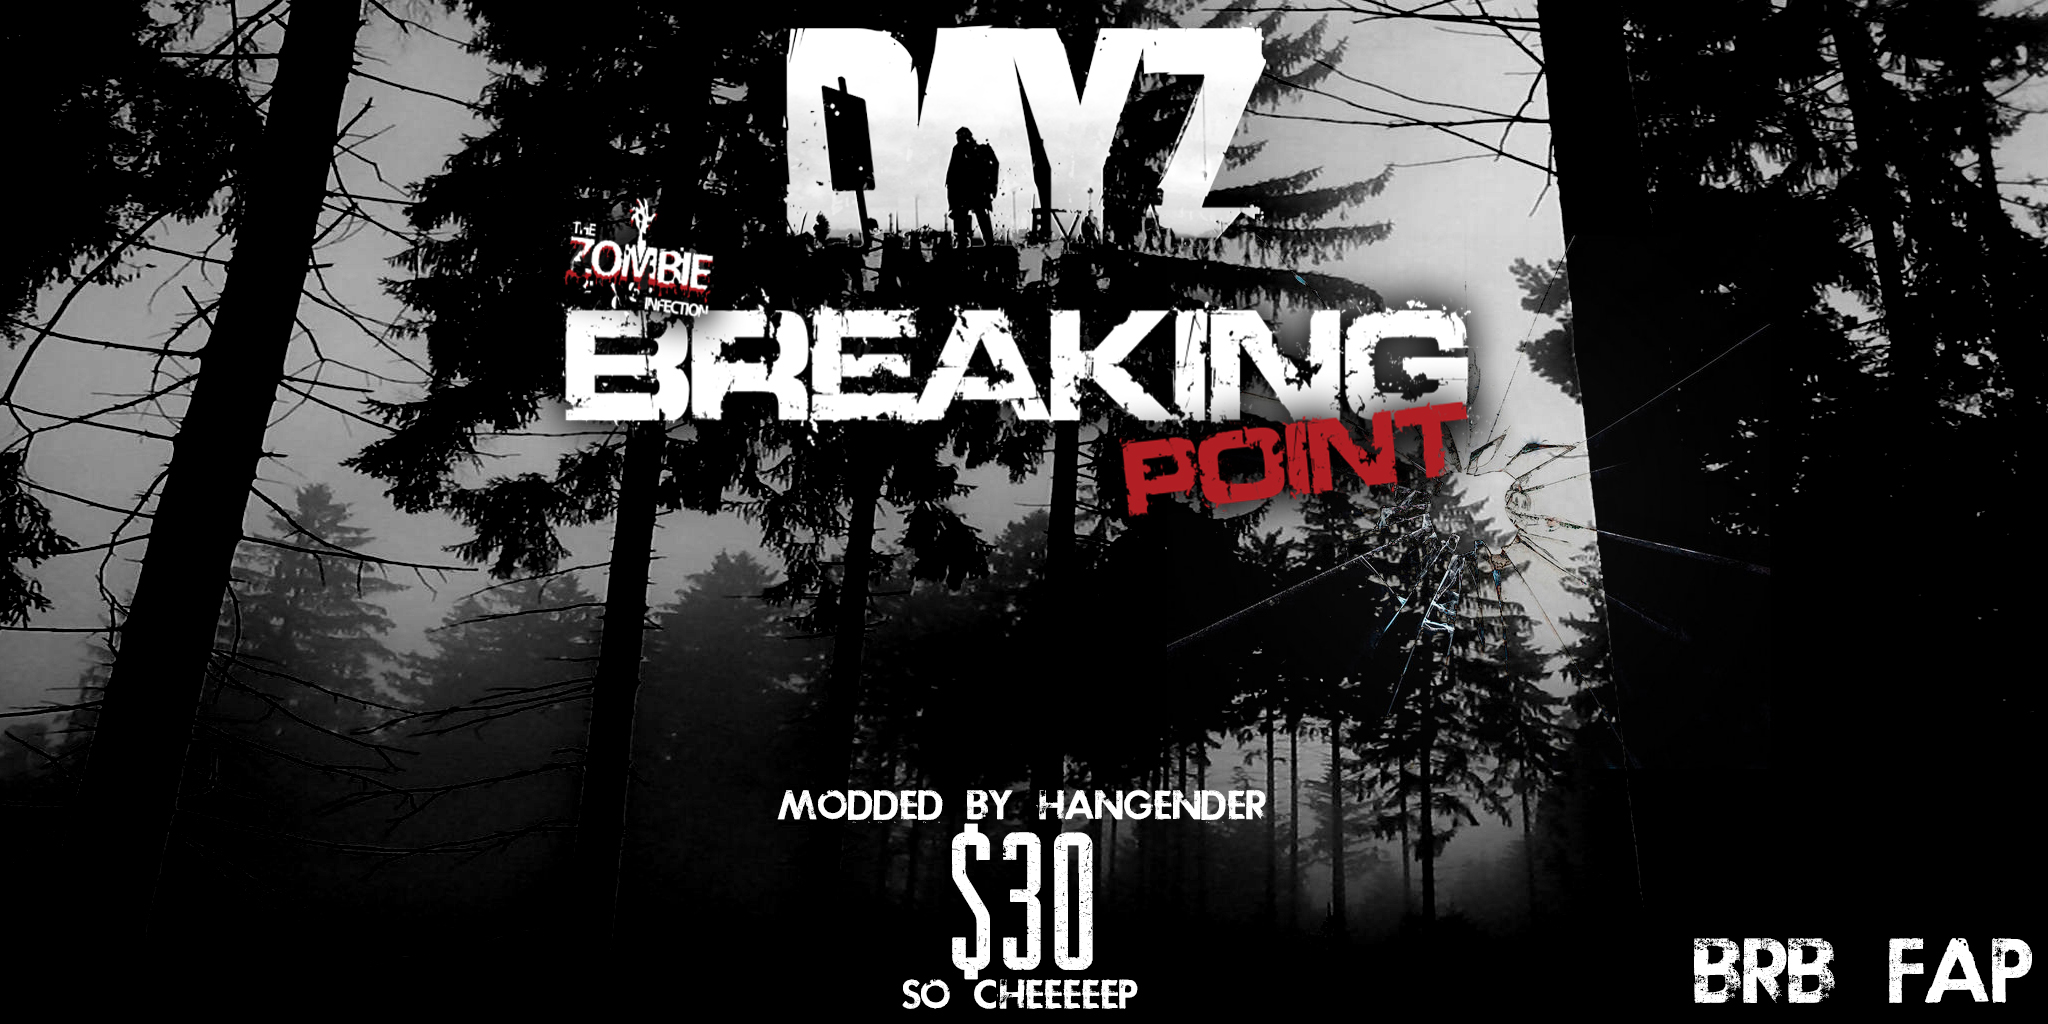 DAYZ
THE
ZOMBIE
INFECTION
BREAKING
POINT
MODDED BY HANGENDER
$30
SO CHEEEEEP
BRB FAP